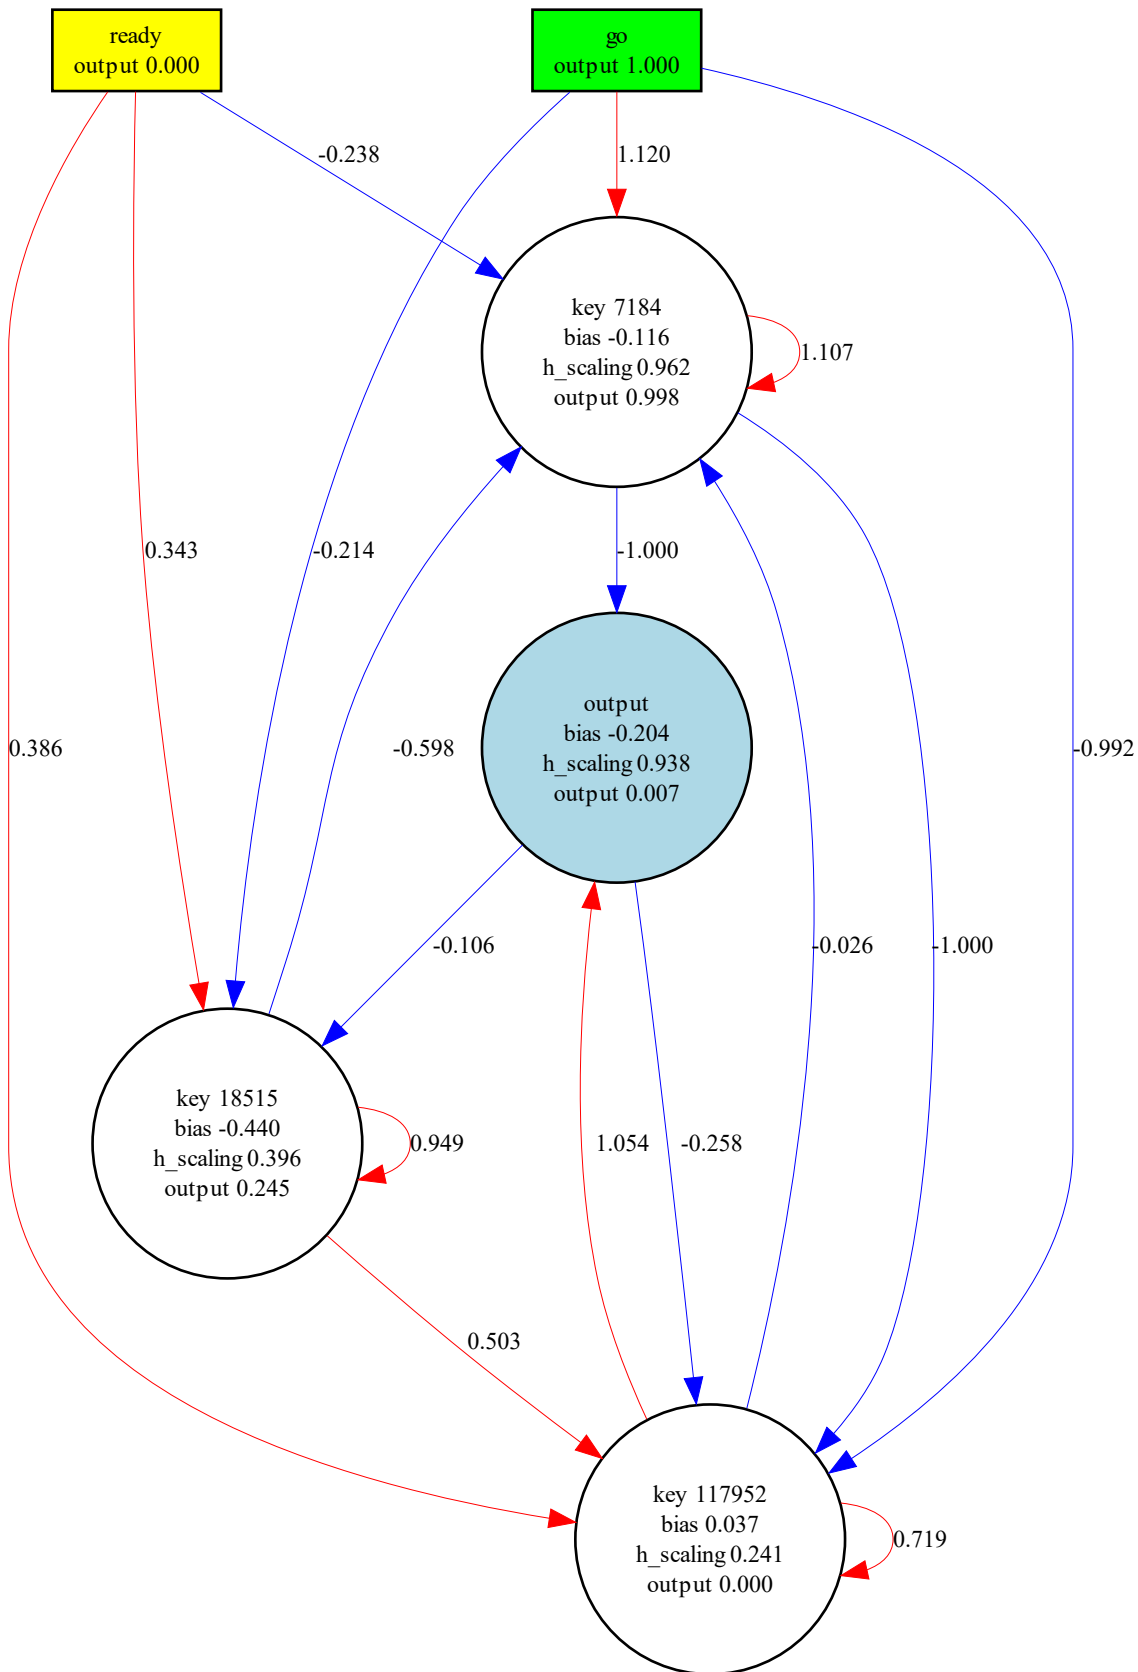 ready
output 0.000
go
output 1.000
-0.238
1.120
key 7184
bias -0.116
h_scaling 0.962
output 0.998
1.107
0.343
-0.214
-1.000
output
bias -0.204
h_scaling 0.938
output 0.007
0.386
-0.598
-0.992
-0.106
-0.026
-1.000
key 18515
bias -0.440
h_scaling 0.396
output 0.245
0.949
1.054
-0.258
0.503
key 117952
bias 0.037
h_scaling 0.241
output 0.000
0.719